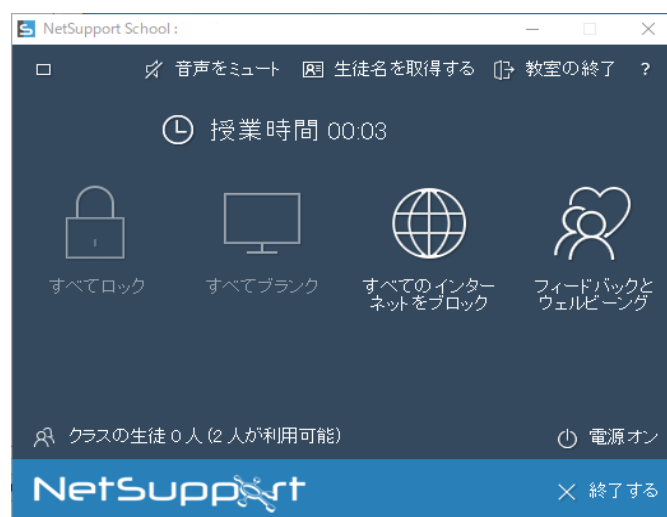 NetSupport School :
音声をミュート 生徒名を取得する 教室の終了 ?
授業時間 00:03
すべてロック
すべてブランク
すべてのインター
ネットをブロック
フィードバックと
ウェルビーング
クラスの生徒 0 人 (2 人が利用可能)
電源オン
NetSupport
終了する